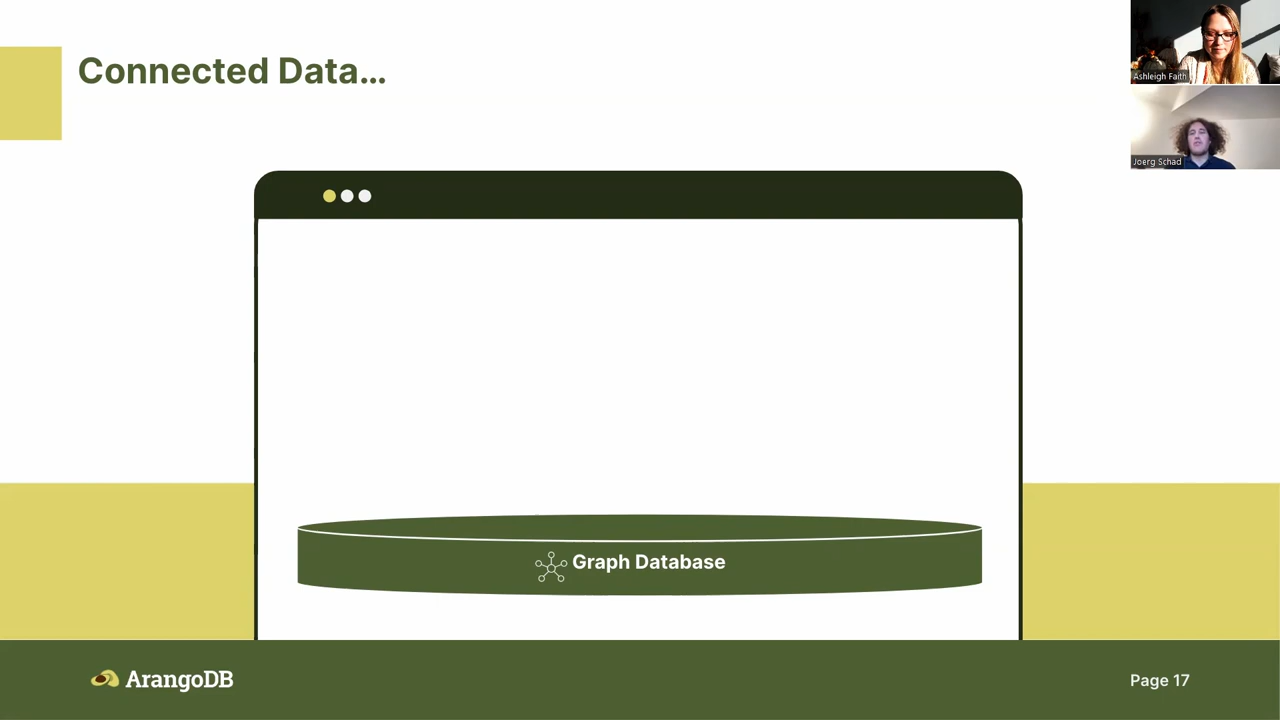 Connected Data...
Ashleigh Faith
Joerg Schad
Graph Database
ArangoDB
Page 17